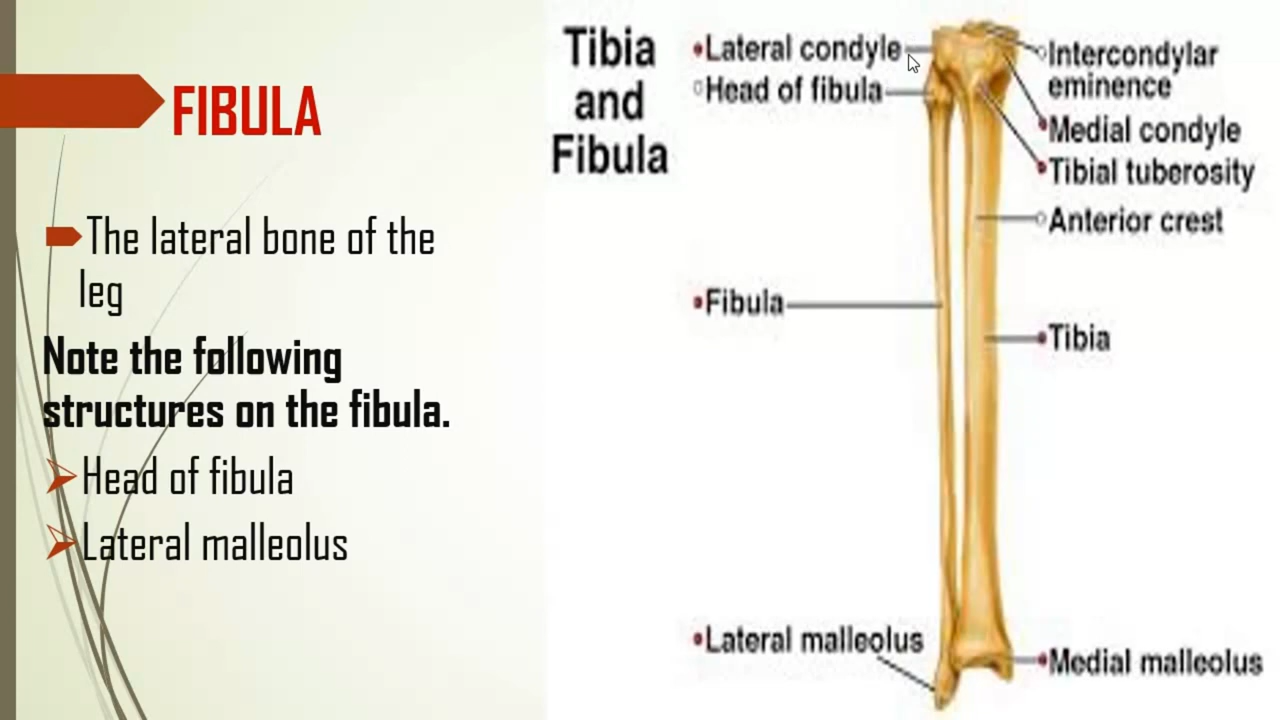 FIBULA
The lateral bone of the
leg
Note the following
structures on the fibula.
Head of fibula
Lateral malleolus
Tibia
and
Fibula
Lateral condyle
Head of fibula
Fibula
Lateral malleolus
Intercondylar
eminence
Medial condyle
Tibial tuberosity
Anterior crest
Tibia
Medial malleolus